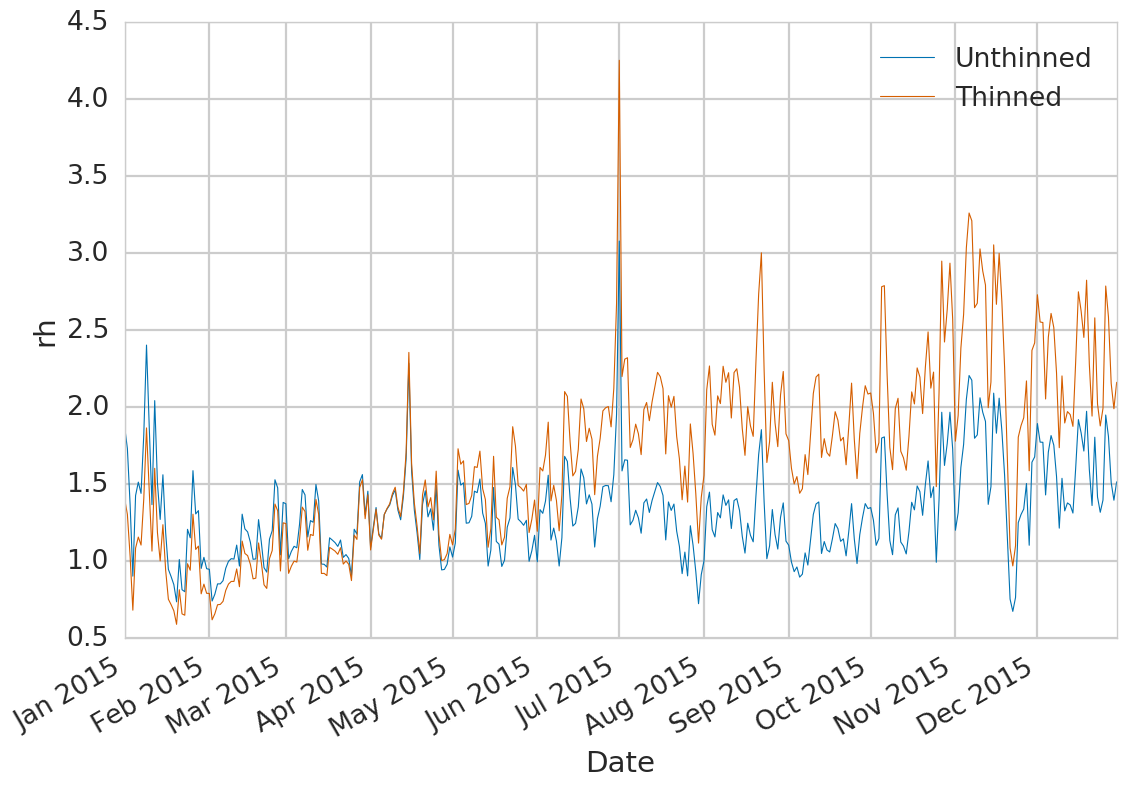 4.5
4.0
3.5
3.0
2.5
2.0
1.5
1.0
0.5
rh
Unthinned
Thinned
Jan 2015
Feb 2015
Mar 2015
Apr 2015
May 2015
Jun 2015
Jul 2015
Aug 2015
Sep 2015
Oct 2015
Nov 2015
Dec 2015
Date